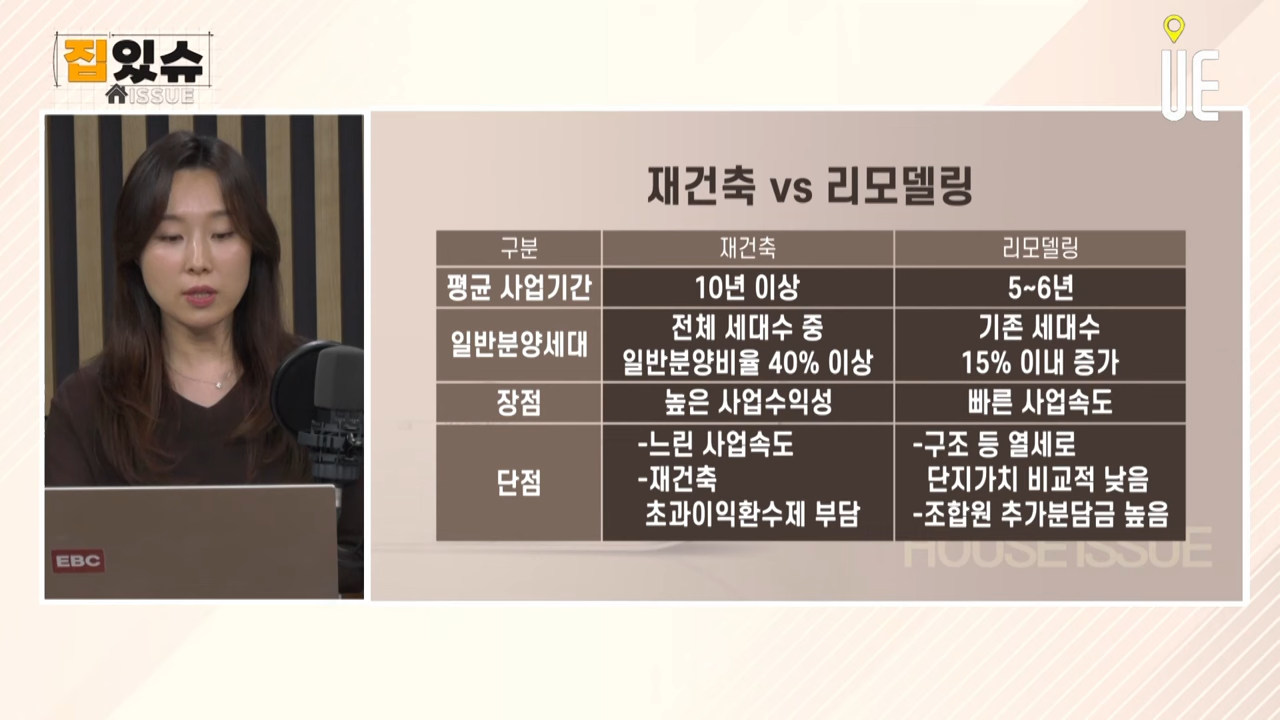 집있슈
ISSUE
UE
재건축 vs 리모델링
구분 재건축 리모델링
평균 사업기간 10년 이상 5~6년
일반분양세대 전체 세대수 중 일반분양비율 40% 이상 기존 세대수 15% 이내 증가
장점 높은 사업수익성 빠른 사업속도
단점
-느린 사업속도
-재건축
초과이익환수제 부담
-구조 등 열세로
단지가치 비교적 낮음
-조합원 추가분담금 높음
HOUSE ISSUE
EBC